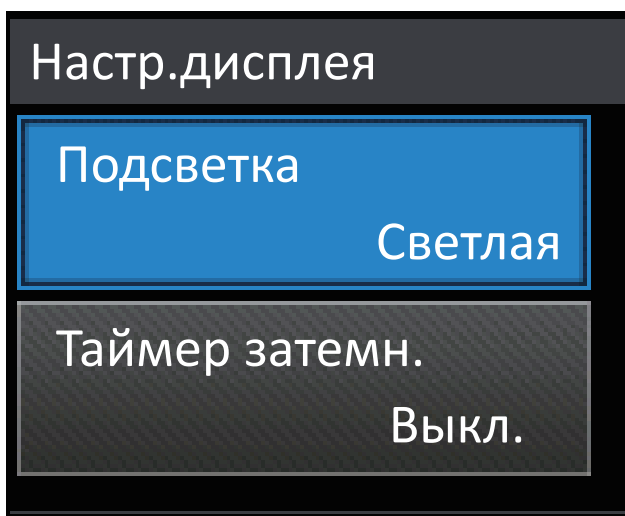 Настр.дисплея
Подсветка
Светлая
Таймер затемн.
Выкл.